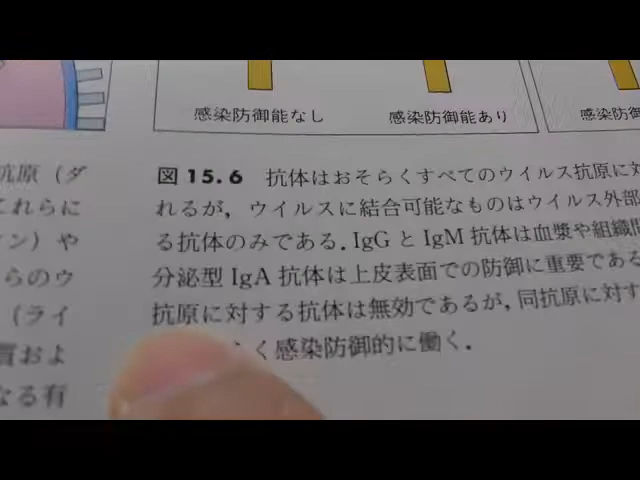 感染防御能なし
感染防御能あり
感染防御
抗原（ダ
これらに
ン）や
らのウ
（ライ
質およ
なる有
図 15.6 抗体はおそらくすべてのウイルス抗原に対
れるが，ウイルスに結合可能なものはウイルス外部
る抗体のみである．IgG と IgM 抗体は血漿や組織間
分泌型 IgA 抗体は上皮表面での防御に重要である
抗原に対する抗体は無効であるが，同抗原に対す
く感染防御的に働く．